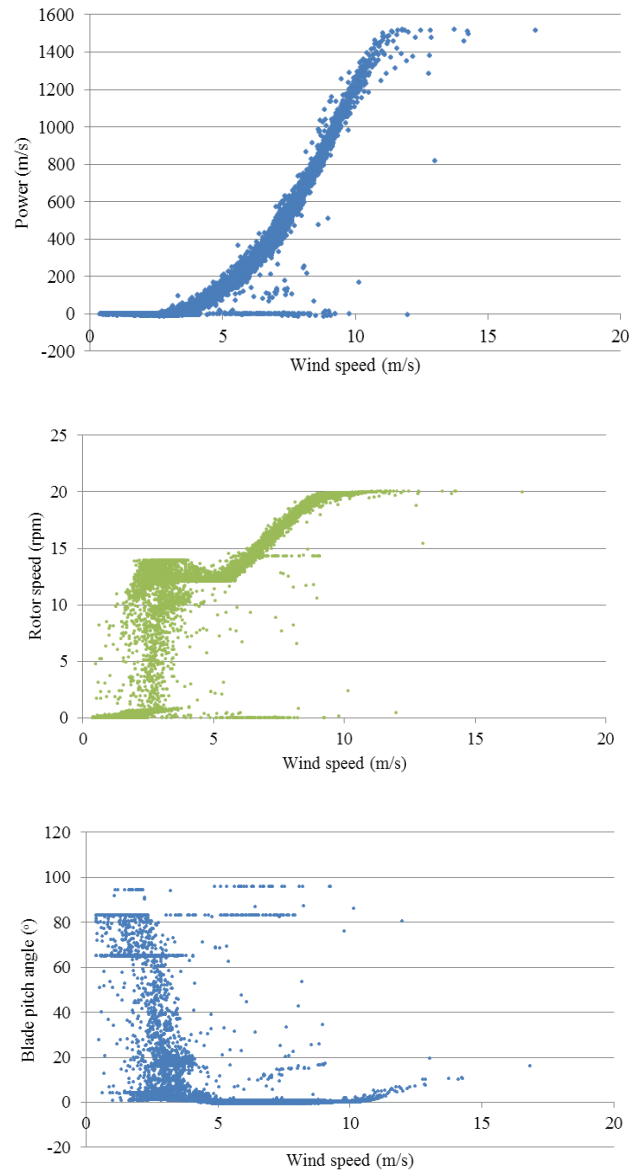 Power (m/s)
1600
1400
1200
1000
800
600
400
200
0
-200
0 5 10 15 20
Wind speed (m/s)
Rotor speed (rpm)
25
20
15
10
5
0
0 5 10 15 20
Wind speed (m/s)
Blade pitch angle (º)
120
100
80
60
40
20
0
-20
0 5 10 15 20
Wind speed (m/s)